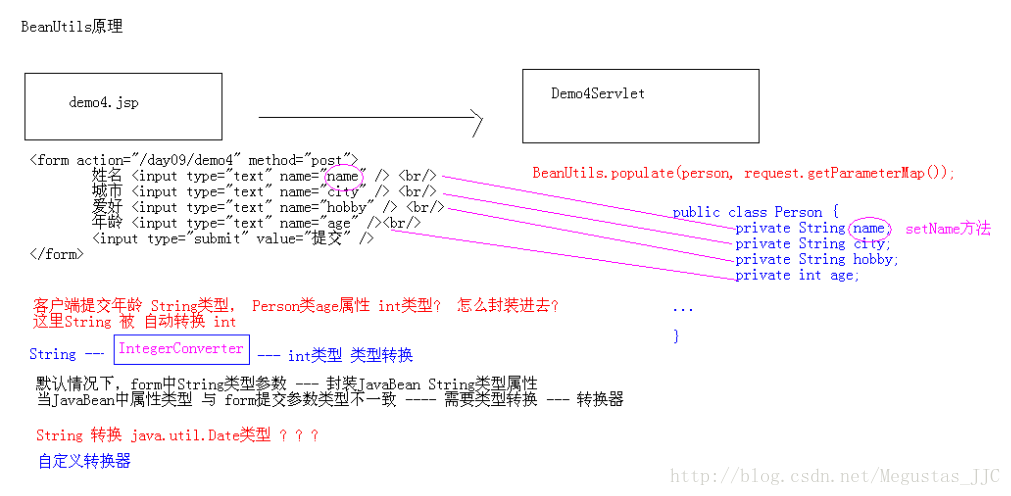 BeanUtils原理
demo4.jsp
Demo4Servlet
<form action="/day09/demo4" method="post">
姓名 <input type="text" name="name" /> <br/>
城市 <input type="text" name="city" /> <br/>
爱好 <input type="text" name="hobby" /> <br/>
年龄 <input type="text" name="age" /><br/>
<input type="submit" value="提交" />
</form>
BeanUtils.populate(person, request.getParameterMap());
public class Person {
private String name; setName方法
private String city;
private String hobby;
private int age;
...
}
客户端提交年龄 String类型， Person类age属性 int类型? 怎么封装进去?
这里String 被 自动转换 int
String --- IntegerConverter --- int类型 类型转换
默认情况下，form中String类型参数 --- 封装JavaBean String类型属性
当JavaBean中属性类型 与 form提交参数类型不一致 ---- 需要类型转换 --- 转换器
String 转换 java.util.Date类型 ? ? ?
自定义转换器
http://blog.csdn.net/Megustas_JJC